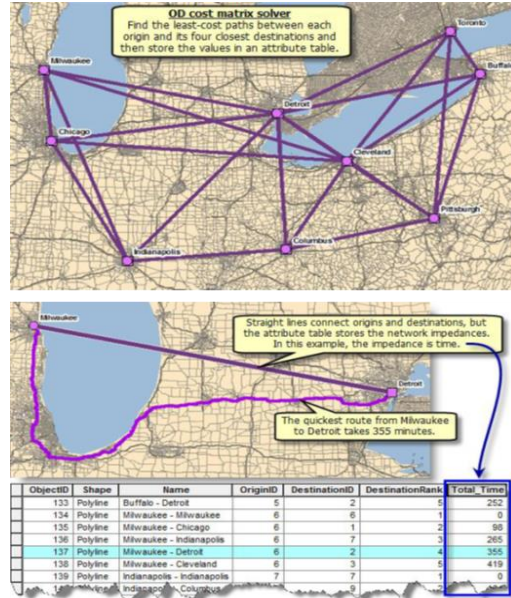 OD cost matrix solver
Find the least-cost paths between each
origin and its four closest destinations and
then store the values in an attribute table.
Toronto
Milwaukee
Buffalo
Detroit
Chicago
Cleveland
Pittsburgh
Columbus
Indianapolis
Milwaukee
Straight lines connect origins and destinations, but
the attribute table stores the network impedances.
In this example, the impedance is time.
Detroit
The quickest route from Milwaukee
to Detroit takes 355 minutes.
ObjectID Shape Name OriginID DestinationID DestinationRank Total_Time
133 Polyline Buffalo - Detroit 5 2 5 252
134 Polyline Milwaukee - Milwaukee 6 6 1 0
135 Polyline Milwaukee - Chicago 6 1 2 98
136 Polyline Milwaukee - Indianapolis 6 7 3 265
137 Polyline Milwaukee - Detroit 6 2 4 355
138 Polyline Milwaukee - Cleveland 6 3 5 419
139 Polyline Indianapolis - Indianapolis 7 7 1 0